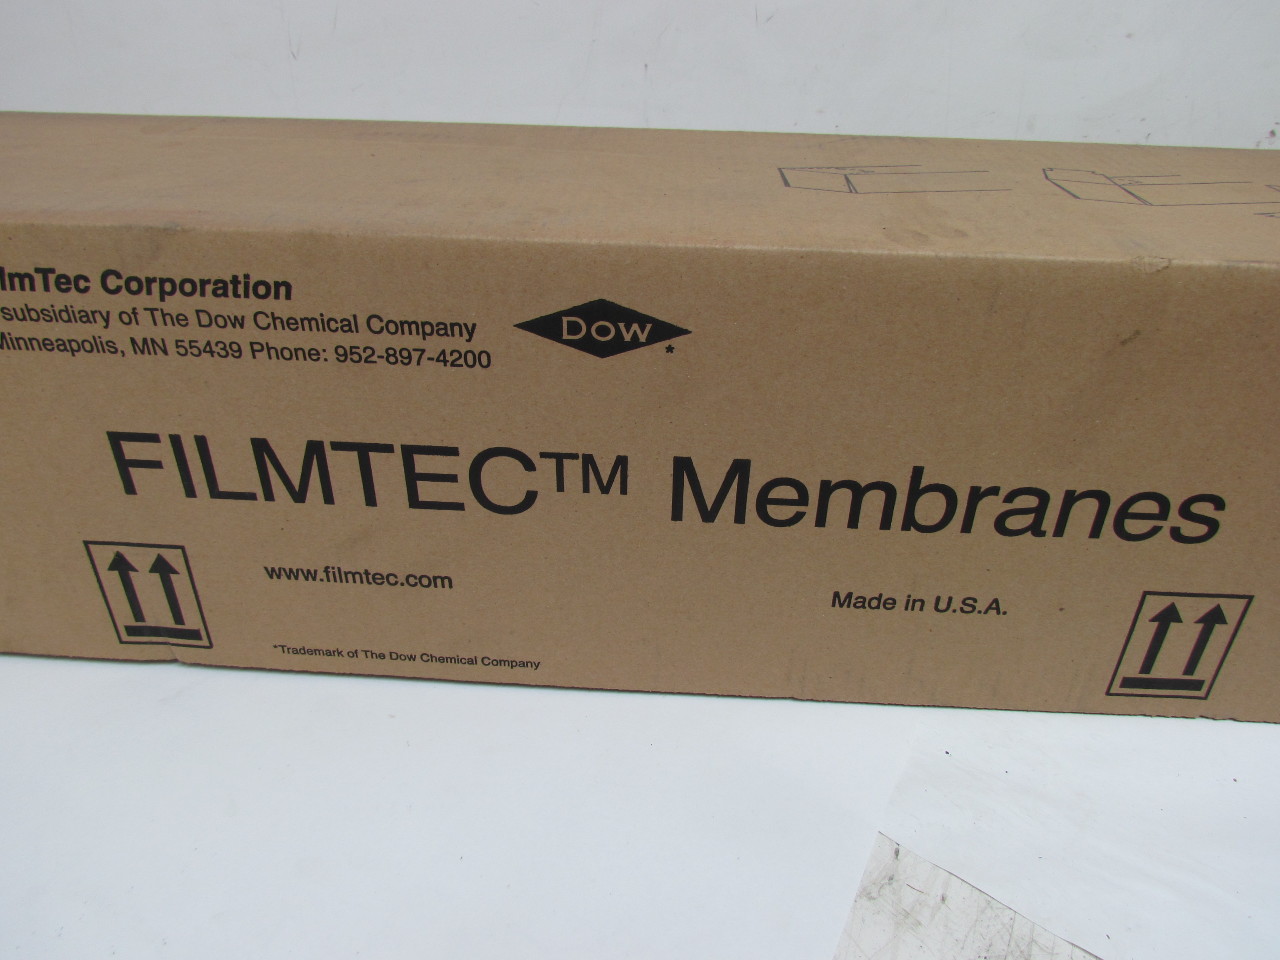 lmTec Corporation
subsidiary of The Dow Chemical Company
Minneapolis, MN 55439 Phone: 952-897-4200
DOW
*
FILMTEC™ Membranes
www.filmtec.com
Made in U.S.A.
*Trademark of The Dow Chemical Company